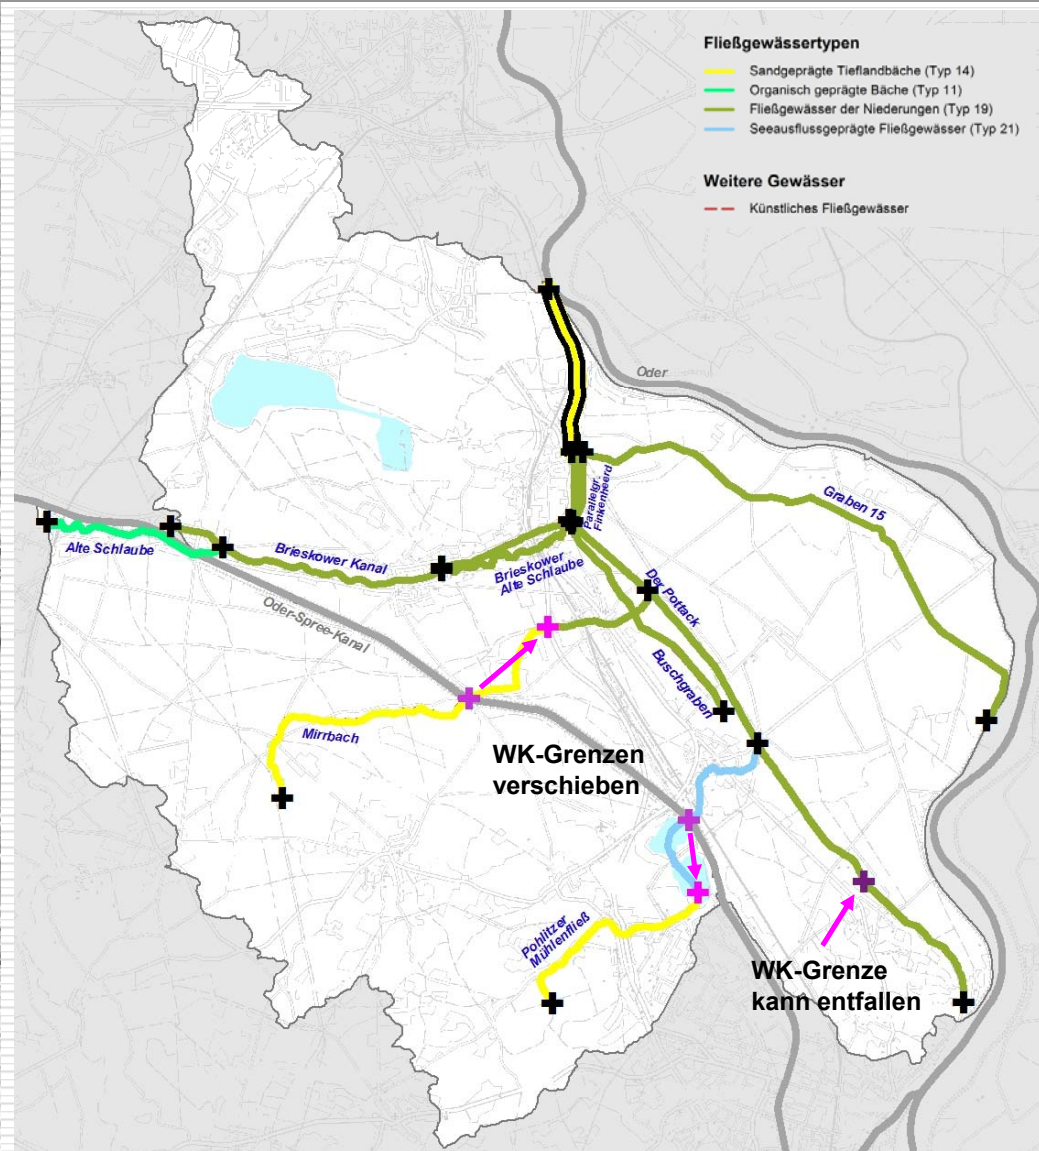 Fließgewässertypen
Sandgeprägte Tieflandbäche (Typ 14)
Organisch geprägte Bäche (Typ 11)
Fließgewässer der Niederungen (Typ 19)
Seeausflussgeprägte Fließgewässer (Typ 21)
Weitere Gewässer
Künstliches Fließgewässer
Oder
Parallelgr.
Finkenheerd
Graben 15
Alte Schlaube
Brieskower Kanal
Brieskower
Alte Schlaube
Der Pottack
Oder-Spree-Kanal
Buschgraben
Mirrbach
WK-Grenzen
verschieben
Pohlitzer
Mühlenfließ
WK-Grenze
kann entfallen